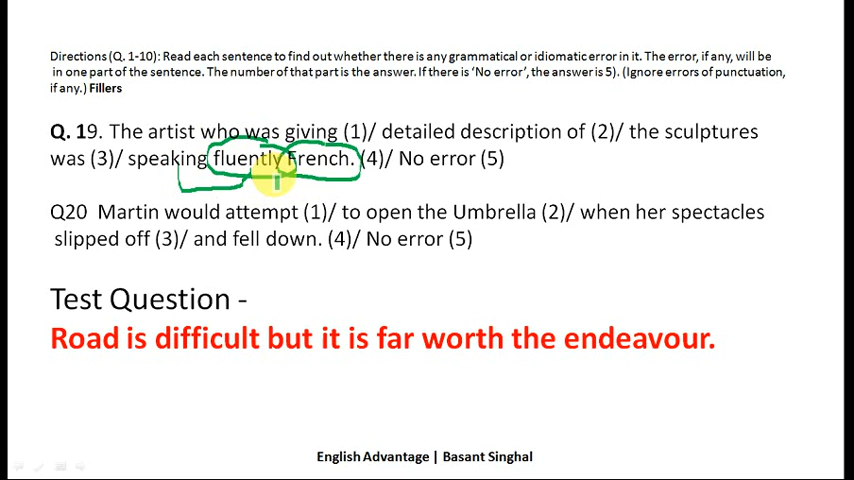 Directions (Q. 1-10): Read each sentence to find out whether there is any grammatical or idiomatic error in it. The error, if any, will be
in one part of the sentence. The number of that part is the answer. If there is 'No error', the answer is 5). (Ignore errors of punctuation,
if any.) Fillers
Q. 19. The artist who was giving (1)/ detailed description of (2)/ the sculptures
was (3)/ speaking fluently French. (4)/ No error (5)
Q20 Martin would attempt (1)/ to open the Umbrella (2)/ when her spectacles
slipped off (3)/ and fell down. (4)/ No error (5)
Test Question -
Road is difficult but it is far worth the endeavour.
English Advantage | Basant Singhal